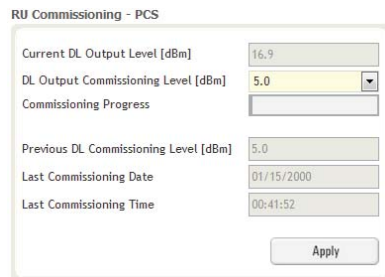 RU Commissioning - PCS
Current DL Output Level [dBm] 16.9
DL Output Commissioning Level [dBm] 5.0
Commissioning Progress
Previous DL Commissioning Level [dBm] 5.0
Last Commissioning Date 01/15/2000
Last Commissioning Time 00:41:52
Apply